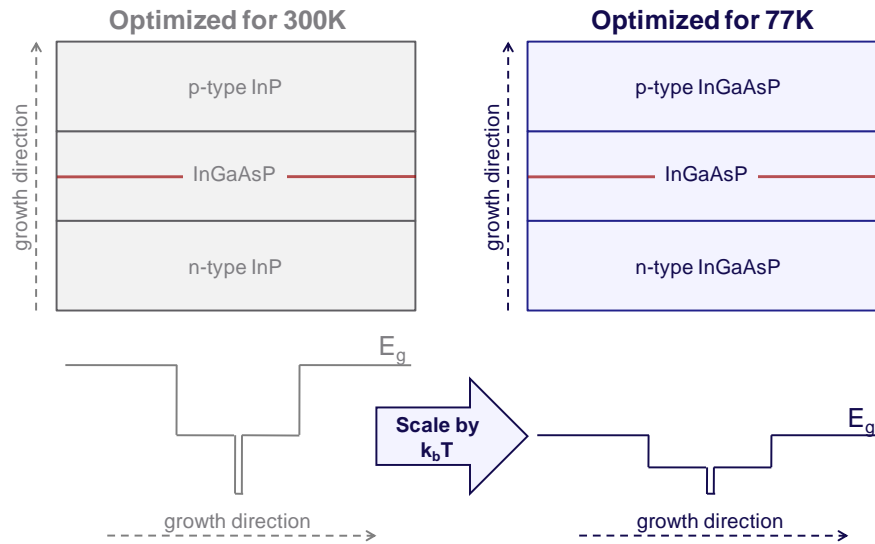 Optimized for 300K
growth direction
p-type InP
InGaAsP
n-type InP
Optimized for 77K
growth direction
p-type InGaAsP
InGaAsP
n-type InGaAsP
Eg
growth direction
Scale by
kbT
Eg
growth direction